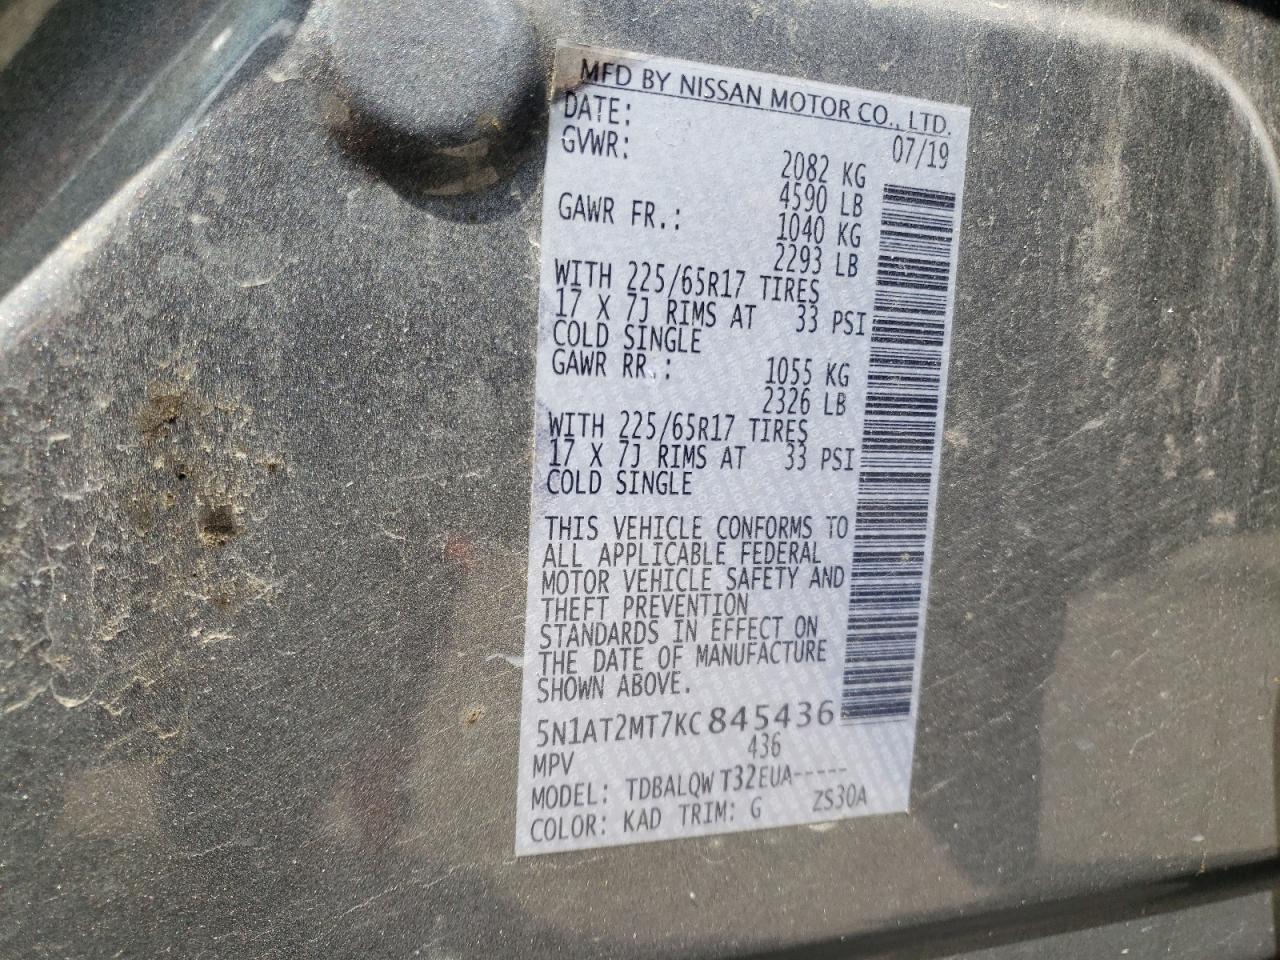 MFD BY NISSAN MOTOR CO., LTD.
DATE: 07/19
GVWR: 2082 KG
4590 LB
GAWR FR.: 1040 KG
2293 LB
WITH 225/65R17 TIRES
17 X 7J RIMS AT 33 PSI
COLD SINGLE
GAWR RR.: 1055 KG
2326 LB
WITH 225/65R17 TIRES
17 X 7J RIMS AT 33 PSI
COLD SINGLE
THIS VEHICLE CONFORMS TO
ALL APPLICABLE FEDERAL
MOTOR VEHICLE SAFETY AND
THEFT PREVENTION
STANDARDS IN EFFECT ON
THE DATE OF MANUFACTURE
SHOWN ABOVE.
5N1AT2MT7KC845436
MPV 436
MODEL: TDBALQW T32EUA-----
COLOR: KAD TRIM: G ZS30A